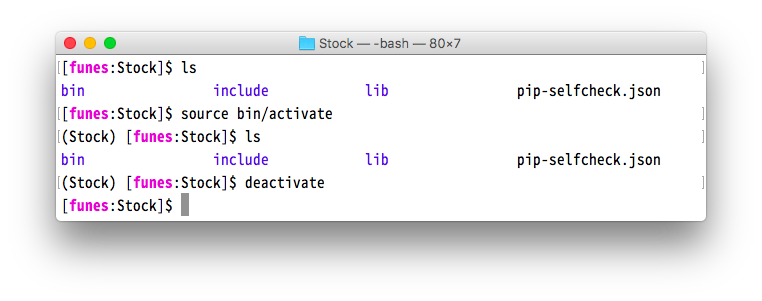 Stock — -bash — 80×7
[funes:Stock]$ ls
bin include lib pip-selfcheck.json
[funes:Stock]$ source bin/activate
(Stock) [funes:Stock]$ ls
bin include lib pip-selfcheck.json
(Stock) [funes:Stock]$ deactivate
[funes:Stock]$